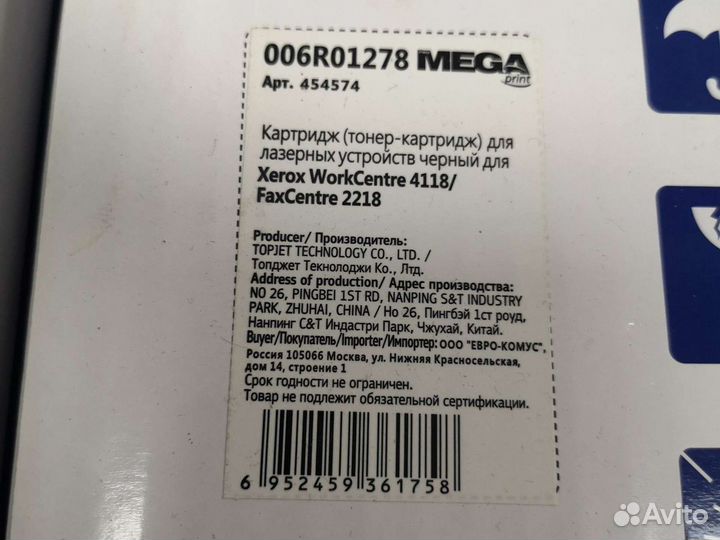 006R01278 MEGA
print
Арт. 454574
Картридж (тонер-картридж) для
лазерных устройств черный для
Xerox WorkCentre 4118/
FaxCentre 2218
Producer/ Производитель:
TOPJET TECHNOLOGY CO., LTD. /
Топджет Текнолоджи Ко., Лтд.
Address of production/ Адрес производства:
NO 26, PINGBEI 1ST RD, NANPING S&T INDUSTRY
PARK, ZHUHAI, CHINA / Но 26, Пингбэй 1ст роуд,
Нанпинг С&Т Индастри Парк, Чжухай, Китай.
Buyer/Покупатель/Importer/Импортер: ООО "ЕВРО-КОМУС",
Россия 105066 Москва, ул. Нижняя Красносельская,
дом 14, строение 1
Срок годности не ограничен.
Товар не подлежит обязательной сертификации.
6 952459 361758
Avito